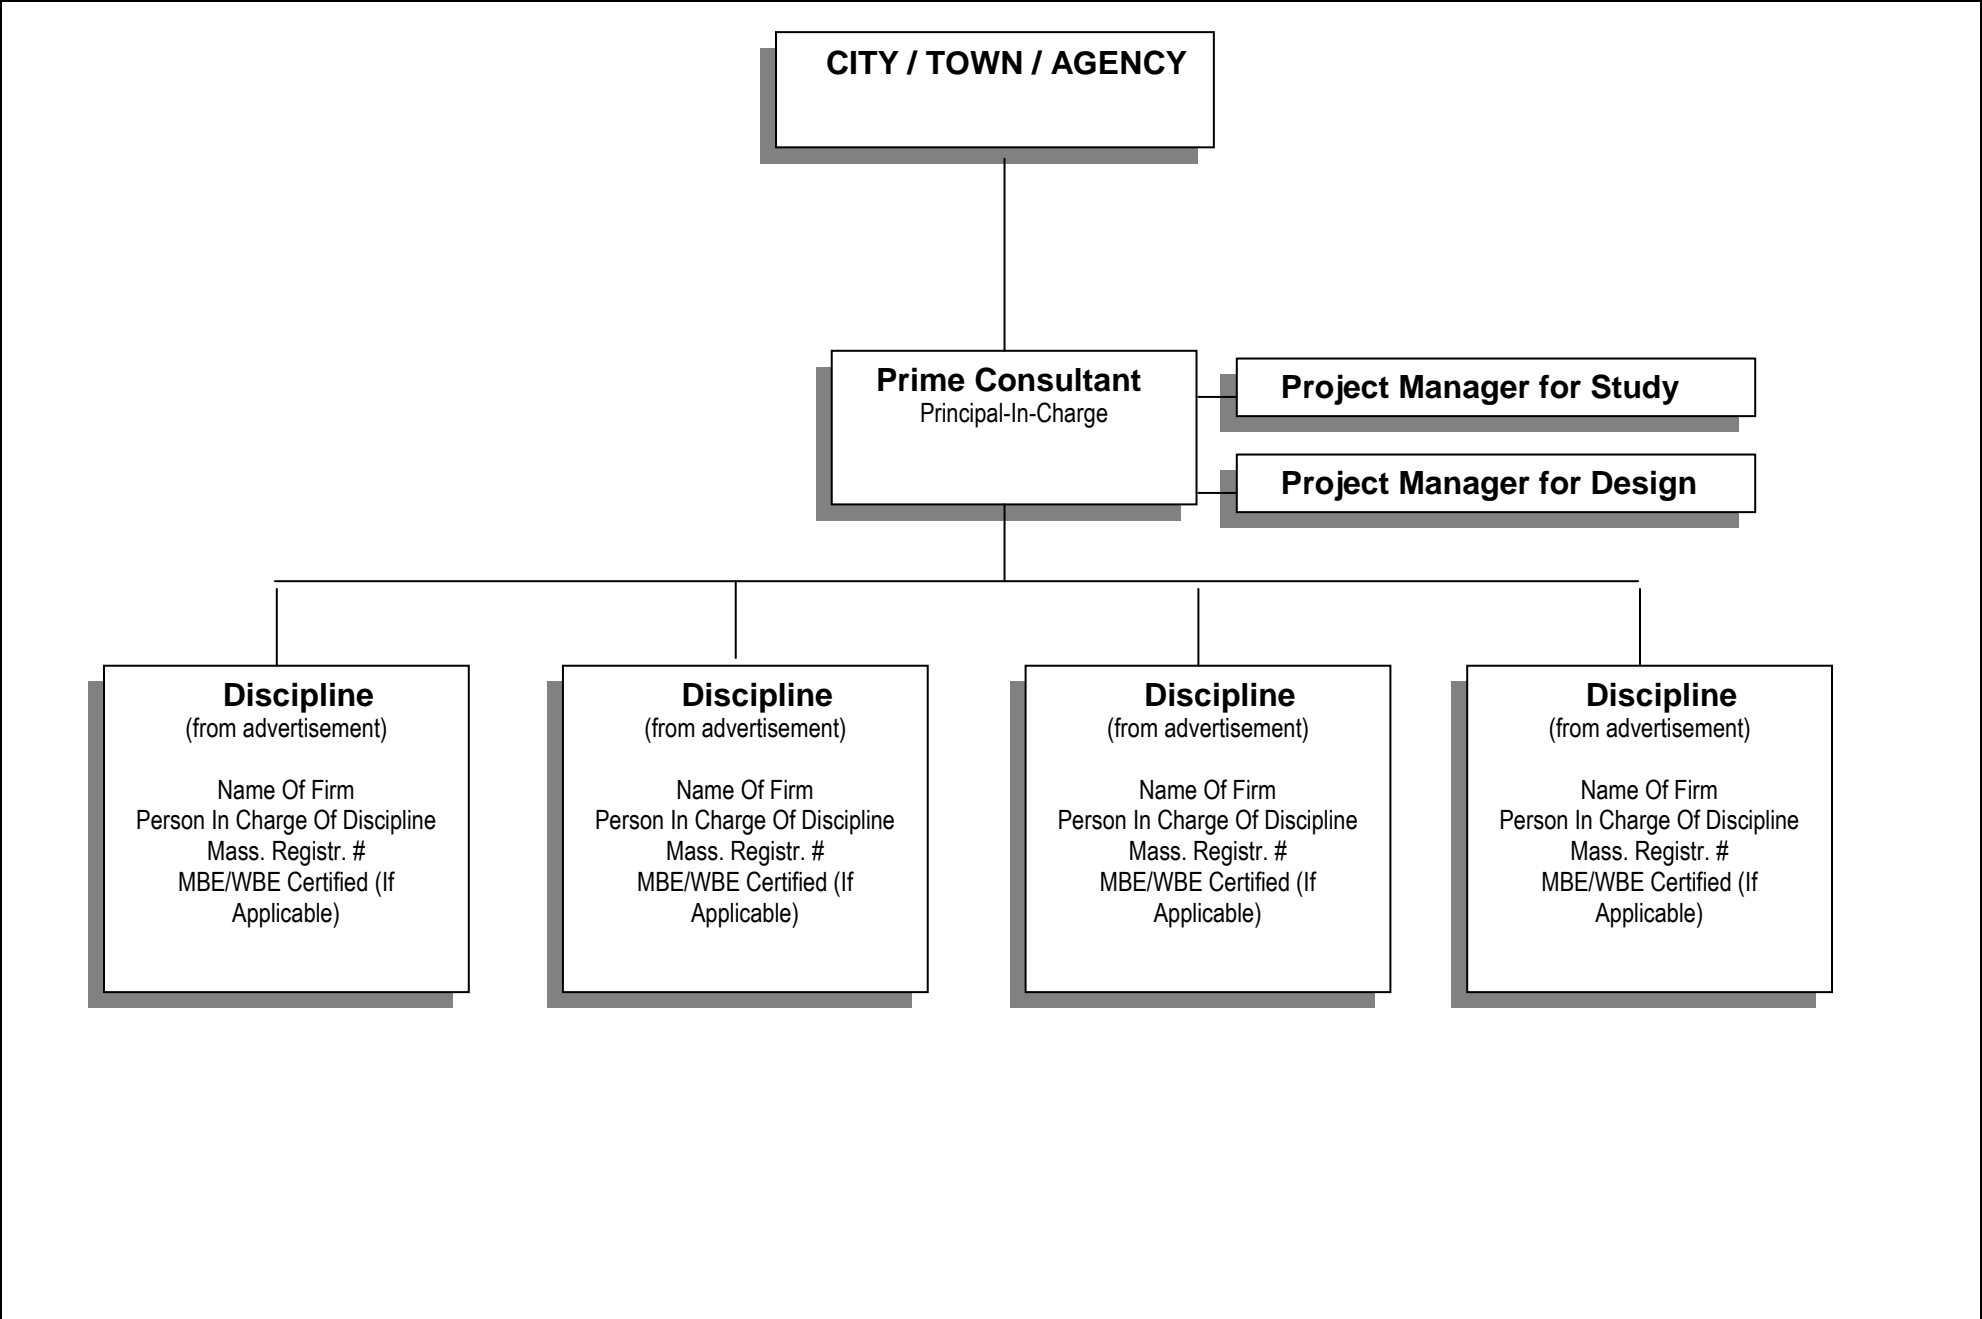 CITY / TOWN / AGENCY
Prime Consultant
Principal-In-Charge
Project Manager for Study
Project Manager for Design
Discipline
(from advertisement)
Name Of Firm
Person In Charge Of Discipline
Mass. Registr. #
MBE/WBE Certified (If
Applicable)
Discipline
(from advertisement)
Name Of Firm
Person In Charge Of Discipline
Mass. Registr. #
MBE/WBE Certified (If
Applicable)
Discipline
(from advertisement)
Name Of Firm
Person In Charge Of Discipline
Mass. Registr. #
MBE/WBE Certified (If
Applicable)
Discipline
(from advertisement)
Name Of Firm
Person In Charge Of Discipline
Mass. Registr. #
MBE/WBE Certified (If
Applicable)